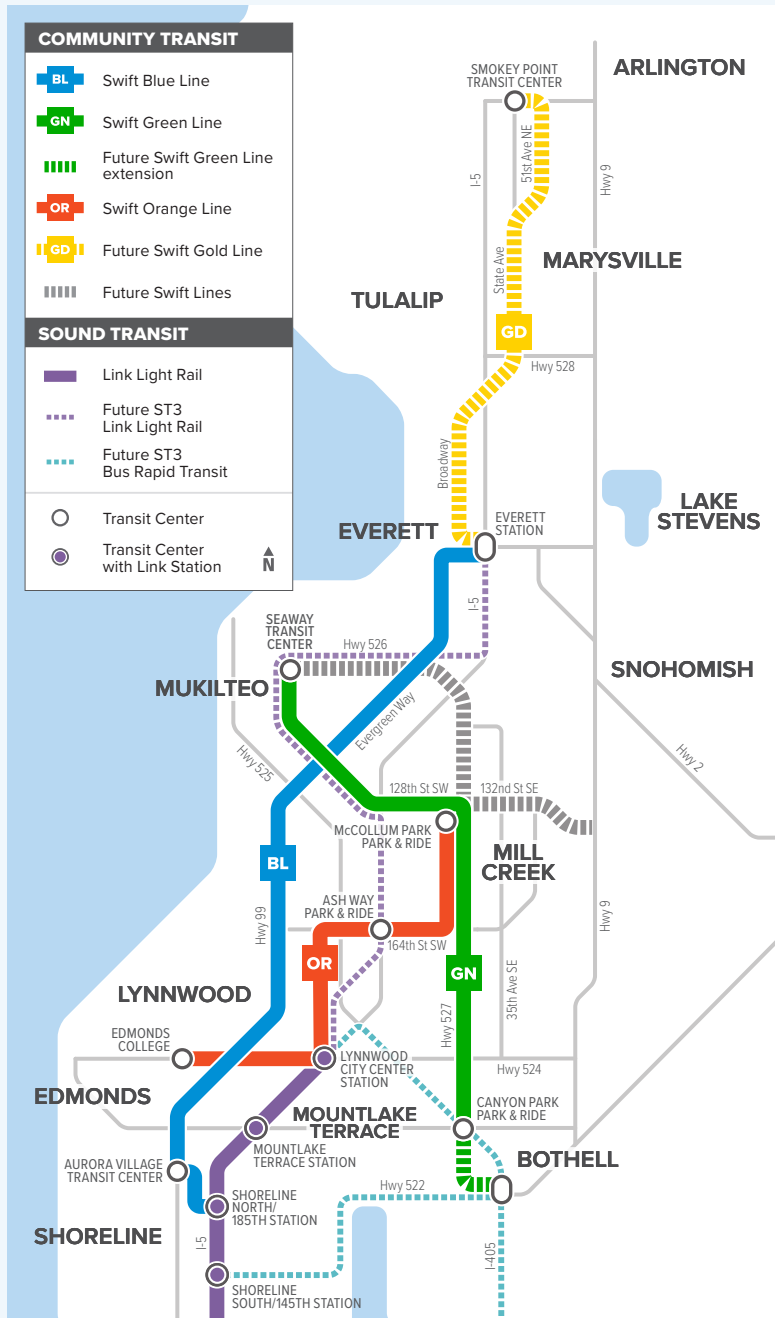 COMMUNITY TRANSIT
BL
Swift Blue Line
GN
Swift Green Line
Future Swift Green Line
extension
OR
Swift Orange Line
GD
Future Swift Gold Line
Future Swift Lines
SOUND TRANSIT
Link Light Rail
Future ST3
Link Light Rail
Future ST3
Bus Rapid Transit
Transit Center
Transit Center
with Link Station
N
SMOKEY POINT
TRANSIT CENTER
ARLINGTON
I-5
51st Ave NE
Hwy 9
State Ave
MARYSVILLE
TULALIP
GD
Hwy 528
Broadway
LAKE
STEVENS
EVERETT
EVERETT
STATION
I-5
SEAWAY
TRANSIT
CENTER
Hwy 526
MUKILTEO
SNOHOMISH
Evergreen Way
Hwy 525
Hwy 2
128th St SW
132nd St SE
McCOLLUM PARK
PARK & RIDE
MILL
CREEK
BL
ASH WAY
PARK & RIDE
Hwy 99
164th St SW
Hwy 9
OR
GN
35th Ave SE
LYNNWOOD
Hwy 527
EDMONDS
COLLEGE
LYNNWOOD
CITY CENTER
STATION
Hwy 524
EDMONDS
CANYON PARK
PARK & RIDE
MOUNTLAKE
TERRACE
MOUNTLAKE
TERRACE STATION
BOTHELL
AURORA VILLAGE
TRANSIT CENTER
Hwy 522
SHORELINE
NORTH/
185TH STATION
SHORELINE
I-5
I-405
SHORELINE
SOUTH/145TH STATION